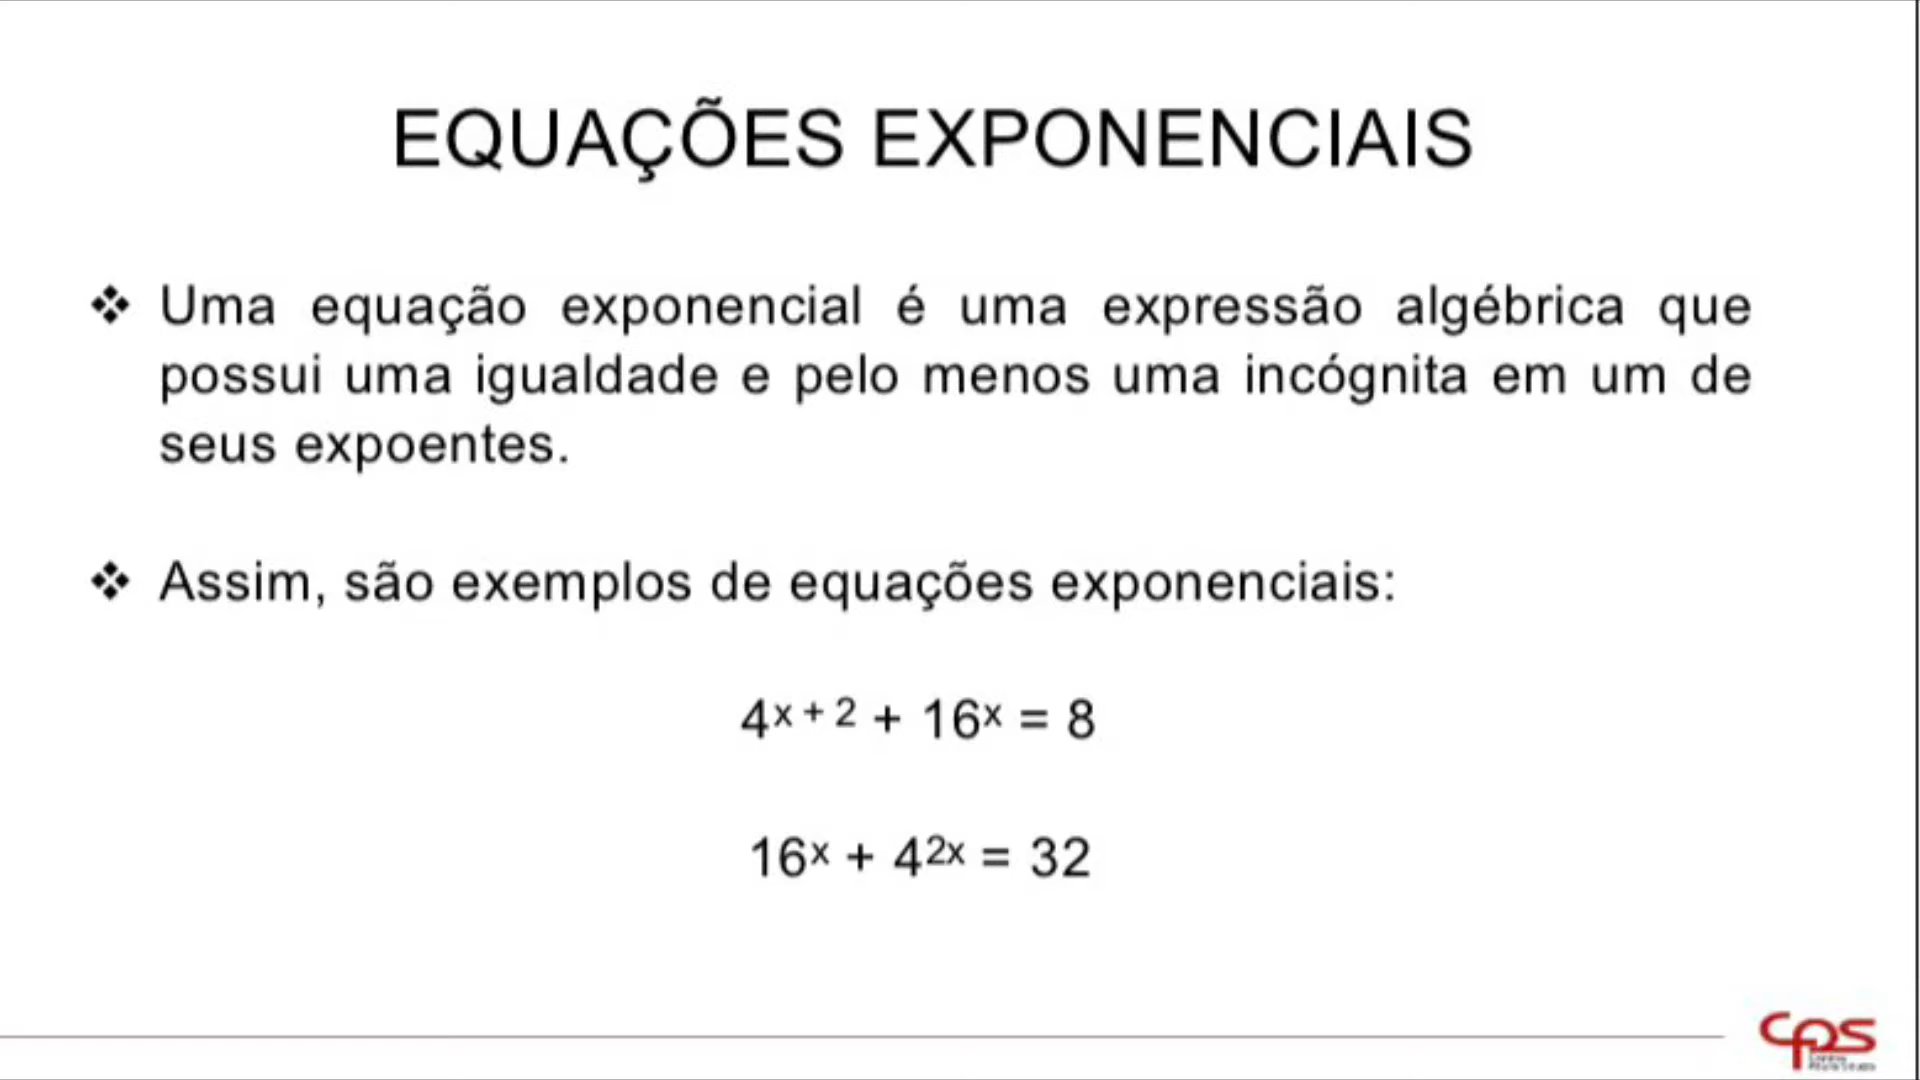 EQUAÇÕES EXPONENCIAIS
❖ Uma equação exponencial é uma expressão algébrica que
possui uma igualdade e pelo menos uma incógnita em um de
seus expoentes.
❖ Assim, são exemplos de equações exponenciais:
4ˣ ⁺ ² + 16ˣ = 8
16ˣ + 4²ˣ = 32
cps